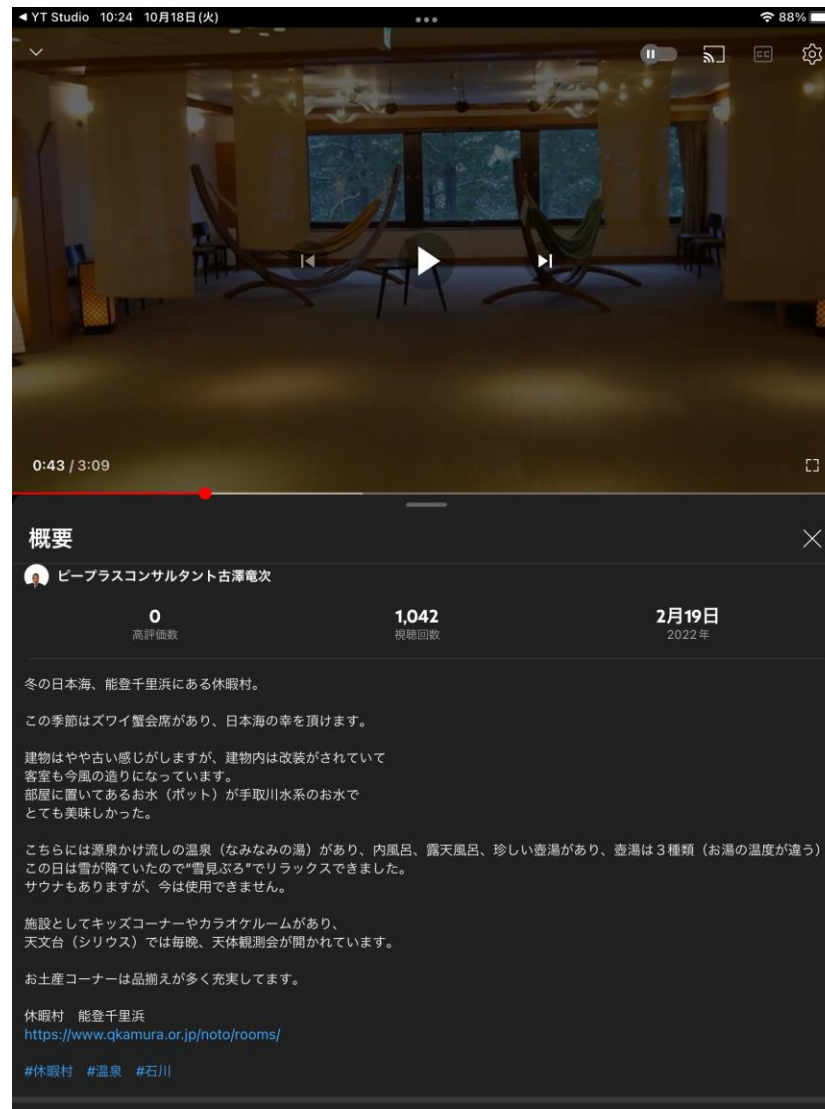 ◀ YT Studio 10:24 10月18日(火) 88%
CC
0:43 / 3:09
概要
ピープラスコンサルタント古澤竜次
0 1,042 2月19日
高評価数 視聴回数 2022年
冬の日本海、能登千里浜にある休暇村。
この季節はズワイ蟹会席があり、日本海の幸を頂けます。
建物はやや古い感じがしますが、建物内は改装がされていて
客室も今風の造りになっています。
部屋に置いてあるお水（ポット）が手取川水系のお水で
とても美味しかった。
こちらには源泉かけ流しの温泉（なみなみの湯）があり、内風呂、露天風呂、珍しい壺湯があり、壺湯は３種類（お湯の温度が違う）
この日は雪が降ていたので“雪見ぶろ”でリラックスできました。
サウナもありますが、今は使用できません。
施設としてキッズコーナーやカラオケルームがあり、
天文台（シリウス）では毎晩、天体観測会が開かれています。
お土産コーナーは品揃えが多く充実してます。
休暇村　能登千里浜
https://www.qkamura.or.jp/noto/rooms/
#休暇村 #温泉 #石川